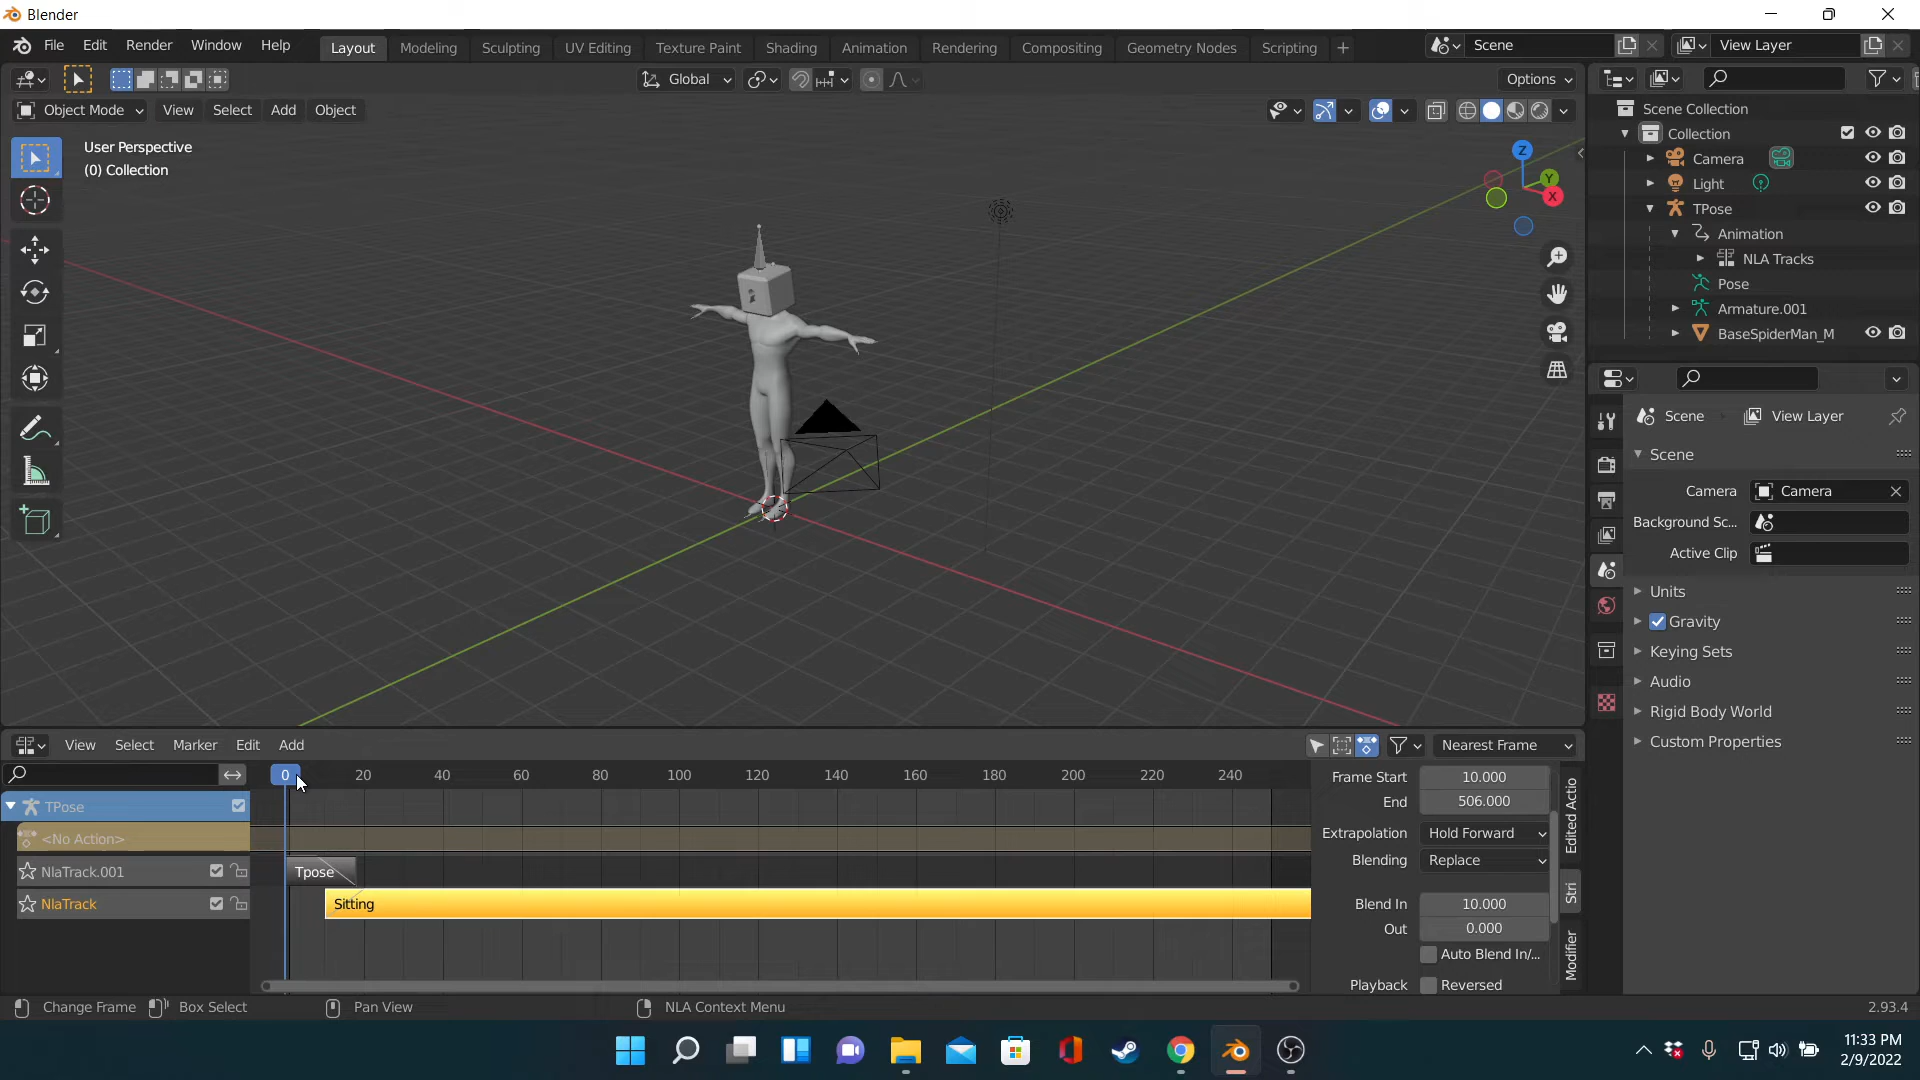 Blender
File Edit Render Window Help Layout Modeling Sculpting UV Editing Texture Paint Shading Animation Rendering Compositing Geometry Nodes Scripting + Scene View Layer
Global Options
Object Mode View Select Add Object
User Perspective
(0) Collection
Z
Y
X
Scene Collection
Collection
Camera
Light
TPose
Animation
NLA Tracks
Pose
Armature.001
BaseSpiderMan_M
Scene View Layer
Scene
Camera Camera
Background Sc...
Active Clip
Units
Gravity
Keying Sets
Audio
Rigid Body World
Custom Properties
View Select Marker Edit Add Nearest Frame
0 20 40 60 80 100 120 140 160 180 200 220 240
TPose
<No Action>
NlaTrack.001 Tpose
NlaTrack Sitting
Frame Start 10.000
End 506.000
Extrapolation Hold Forward
Blending Replace
Blend In 10.000
Out 0.000
Auto Blend In/...
Playback Reversed
Edited Actio
Stri
Modifier
Change Frame Box Select Pan View NLA Context Menu 2.93.4
11:33 PM
2/9/2022